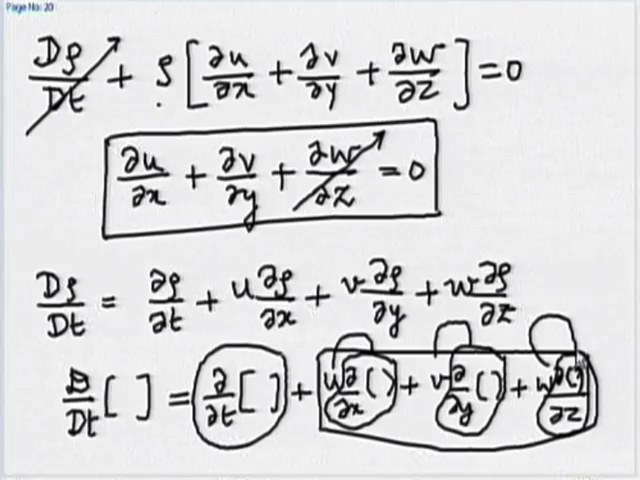 Page No: 20
Dρ/Dt + ρ [∂u/∂x + ∂v/∂y + ∂w/∂z] = 0
∂u/∂x + ∂v/∂y + ∂w/∂z = 0
Dρ/Dt = ∂ρ/∂t + u ∂ρ/∂x + v ∂ρ/∂y + w ∂ρ/∂z
D/Dt [ ] = ∂/∂t [ ] + u ∂/∂x ( ) + v ∂/∂y ( ) + w ∂( )/∂z